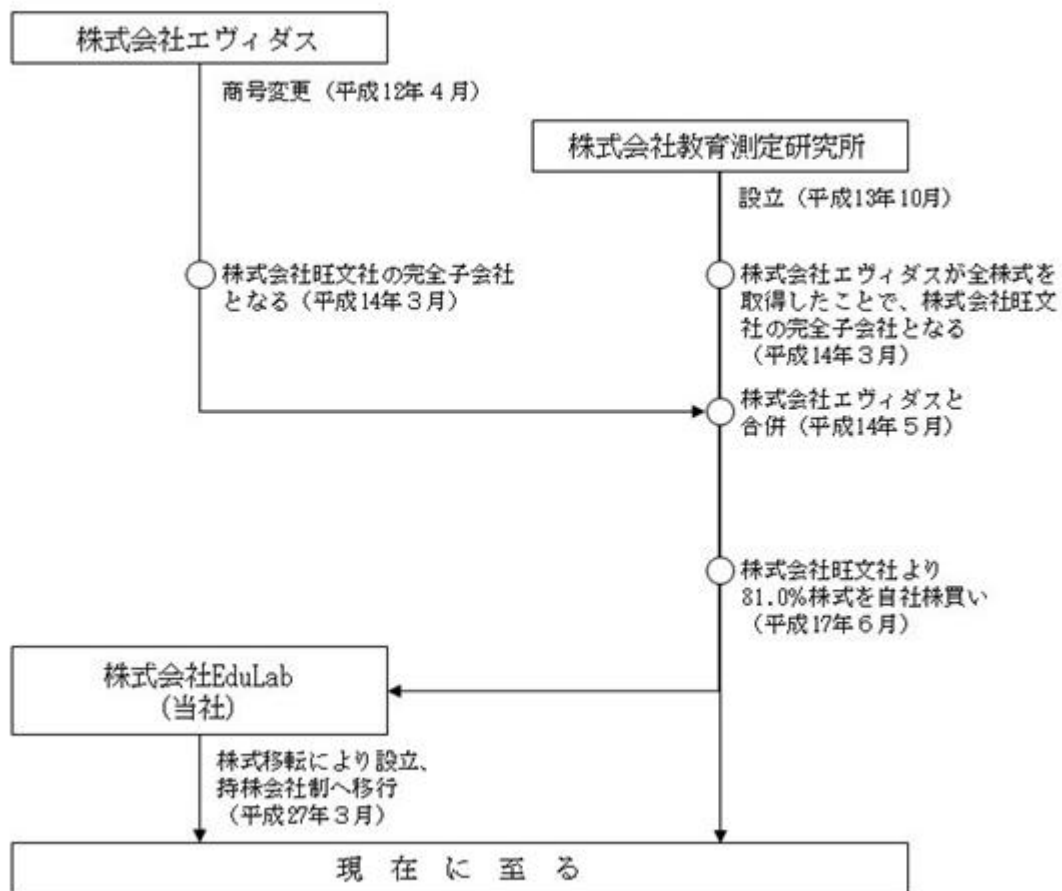 株式会社エヴィダス
商号変更（平成12年４月）
株式会社教育測定研究所
設立（平成13年10月）
株式会社旺文社の完全子会社
となる（平成14年３月）
株式会社エヴィダスが全株式を
取得したことで、株式会社旺文
社の完全子会社となる
（平成14年３月）
株式会社エヴィダスと
合併（平成14年５月）
株式会社旺文社より
81.0%株式を自社株買い
（平成17年６月）
株式会社EduLab
（当社）
株式移転により設立、
持株会社制へ移行
（平成27年３月）
現在に至る